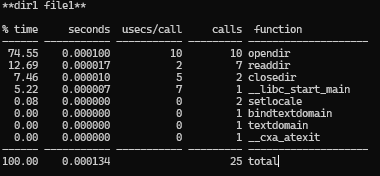 **dir1 file1**
% time seconds usecs/call calls function
------ ----------- ----------- --------- --------------------
74.55 0.000100 10 10 opendir
12.69 0.000017 2 7 readdir
7.46 0.000010 5 2 closedir
5.22 0.000007 7 1 __libc_start_main
0.08 0.000000 0 2 setlocale
0.00 0.000000 0 1 bindtextdomain
0.00 0.000000 0 1 textdomain
0.00 0.000000 0 1 __cxa_atexit
------ ----------- ----------- --------- --------------------
100.00 0.000134 25 total